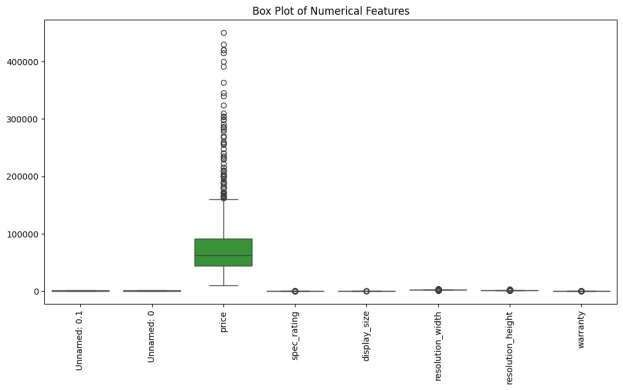 Box Plot of Numerical Features
400000
300000
200000
100000
0
Unnamed: 0.1
Unnamed: 0
price
spec_rating
display_size
resolution_width
resolution_height
warranty